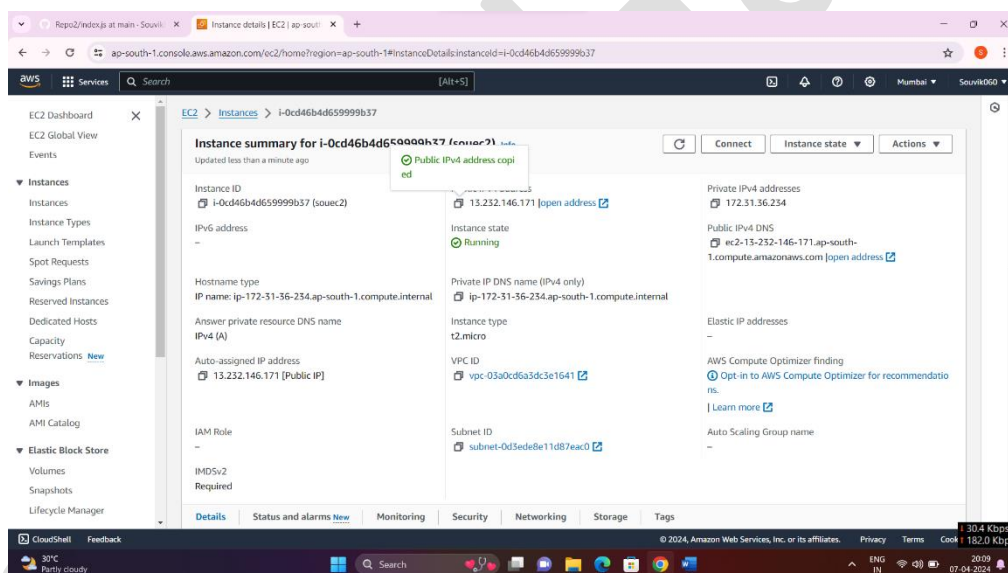 Repo2/index.js at main - Souvik
Instance details | EC2 | ap-south
ap-south-1.console.aws.amazon.com/ec2/home?region=ap-south-1#InstanceDetails:instanceId=i-0cd46b4d659999b37
aws Services Search [Alt+S] Mumbai Souvik060
EC2 Dashboard
EC2 Global View
Events
Instances
Instances
Instance Types
Launch Templates
Spot Requests
Savings Plans
Reserved Instances
Dedicated Hosts
Capacity
Reservations New
Images
AMIs
AMI Catalog
Elastic Block Store
Volumes
Snapshots
Lifecycle Manager
EC2 > Instances > i-0cd46b4d659999b37
Instance summary for i-0cd46b4d659999b37 (souec2) Info
Updated less than a minute ago
Connect Instance state Actions
Public IPv4 address copi
ed
Instance ID
i-0cd46b4d659999b37 (souec2)
13.232.146.171 |open address
Private IPv4 addresses
172.31.36.234
IPv6 address
–
Instance state
Running
Public IPv4 DNS
ec2-13-232-146-171.ap-south-
1.compute.amazonaws.com |open address
Hostname type
IP name: ip-172-31-36-234.ap-south-1.compute.internal
Private IP DNS name (IPv4 only)
ip-172-31-36-234.ap-south-1.compute.internal
Answer private resource DNS name
IPv4 (A)
Instance type
t2.micro
Elastic IP addresses
–
Auto-assigned IP address
13.232.146.171 [Public IP]
VPC ID
vpc-03a0cd6a3dc3e1641
AWS Compute Optimizer finding
Opt-in to AWS Compute Optimizer for recommendatio
ns.
| Learn more
IAM Role
–
Subnet ID
subnet-0d3ede8e11d87eac0
Auto Scaling Group name
–
IMDSv2
Required
Details Status and alarms New Monitoring Security Networking Storage Tags
CloudShell Feedback © 2024, Amazon Web Services, Inc. or its affiliates. Privacy Terms Cook
30.4 Kbps
182.0 Kbp
30°C
Partly cloudy
Search
ENG
IN
20:09
07-04-2024